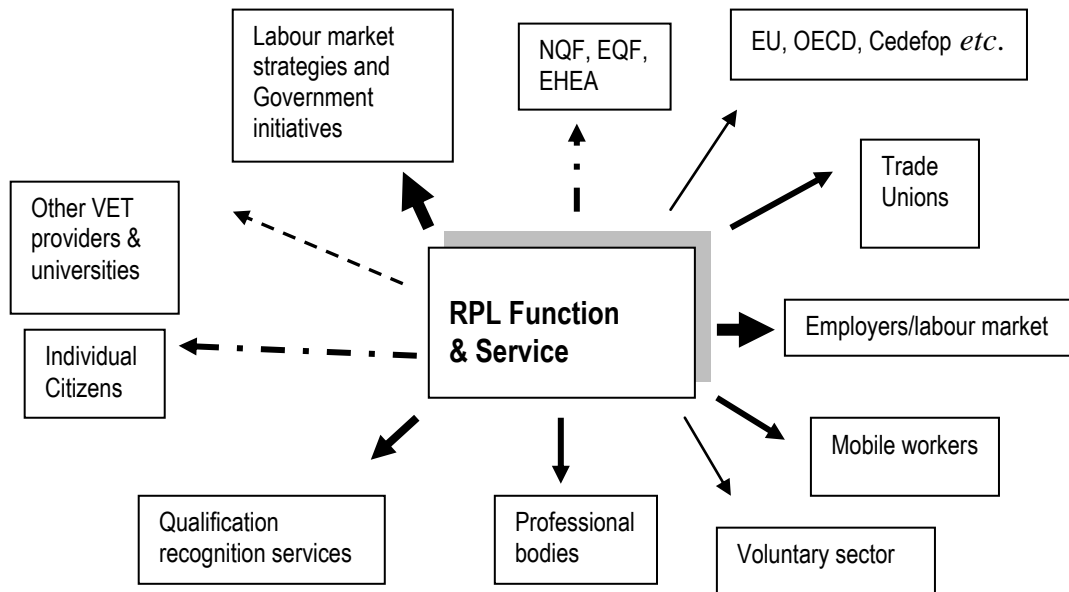 Labour market
strategies and
Government
initiatives
NQF, EQF,
EHEA
EU, OECD, Cedefop etc.
Trade
Unions
Other VET
providers &
universities
RPL Function
& Service
Employers/labour market
Individual
Citizens
Mobile workers
Qualification
recognition services
Professional
bodies
Voluntary sector